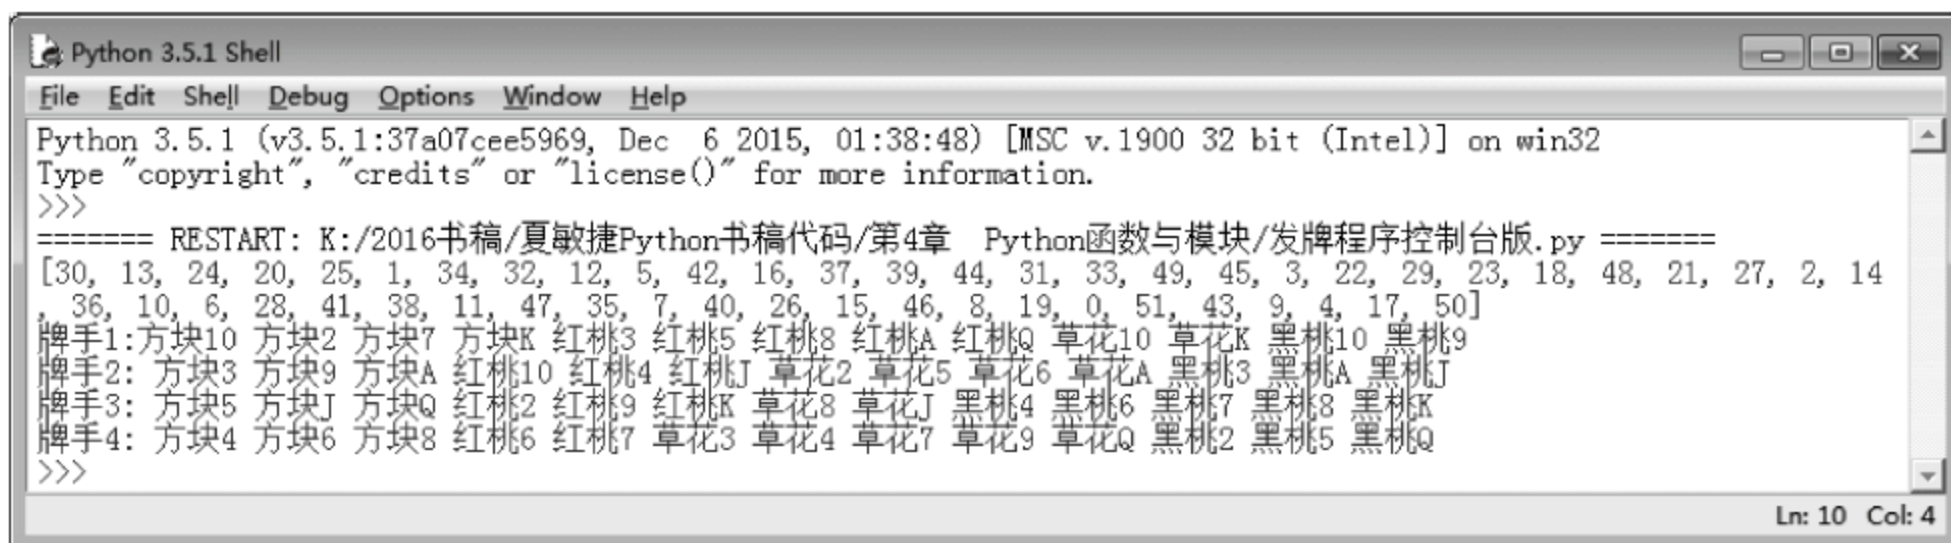 Python 3.5.1 Shell
File Edit Shell Debug Options Window Help
Python 3.5.1 (v3.5.1:37a07cee5969, Dec  6 2015, 01:38:48) [MSC v.1900 32 bit (Intel)] on win32
Type "copyright", "credits" or "license()" for more information.
>>>
======= RESTART: K:/2016书稿/夏敏捷Python书稿代码/第4章  Python函数与模块/发牌程序控制台版.py =======
[30, 13, 24, 20, 25, 1, 34, 32, 12, 5, 42, 16, 37, 39, 44, 31, 33, 49, 45, 3, 22, 29, 23, 18, 48, 21, 27, 2, 14
, 36, 10, 6, 28, 41, 38, 11, 47, 35, 7, 40, 26, 15, 46, 8, 19, 0, 51, 43, 9, 4, 17, 50]
牌手1:方块10 方块2 方块7 方块K 红桃3 红桃5 红桃8 红桃A 红桃Q 草花10 草花K 黑桃10 黑桃9
牌手2: 方块3 方块9 方块A 红桃10 红桃4 红桃J 草花2 草花5 草花6 草花A 黑桃3 黑桃A 黑桃J
牌手3: 方块5 方块J 方块Q 红桃2 红桃9 红桃K 草花8 草花J 黑桃4 黑桃6 黑桃7 黑桃8 黑桃K
牌手4: 方块4 方块6 方块8 红桃6 红桃7 草花3 草花4 草花7 草花9 草花Q 黑桃2 黑桃5 黑桃Q
>>>
Ln: 10 Col: 4